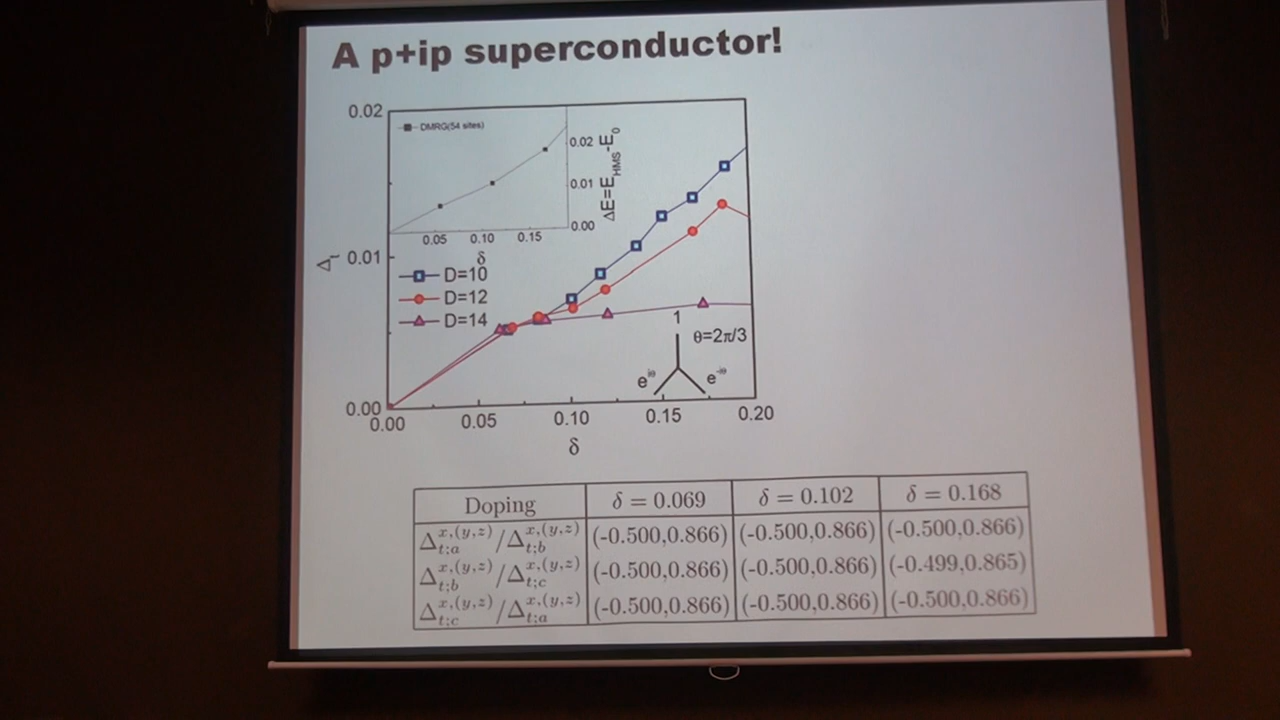 A p+ip superconductor!
0.02
DMRG(54 sites)
0.02
0.01
0.00
ΔE=E_HMS-E_0
0.05 0.10 0.15
δ
Δ_t
0.01
D=10
D=12
D=14
1
θ=2π/3
e^{iθ} e^{-iθ}
0.00
0.00 0.05 0.10 0.15 0.20
δ
Doping δ = 0.069 δ = 0.102 δ = 0.168
Δ_{t;a}^{x,(y,z)}/Δ_{t;b}^{x,(y,z)} (-0.500,0.866) (-0.500,0.866) (-0.500,0.866)
Δ_{t;b}^{x,(y,z)}/Δ_{t;c}^{x,(y,z)} (-0.500,0.866) (-0.500,0.866) (-0.499,0.865)
Δ_{t;c}^{x,(y,z)}/Δ_{t;a}^{x,(y,z)} (-0.500,0.866) (-0.500,0.866) (-0.500,0.866)